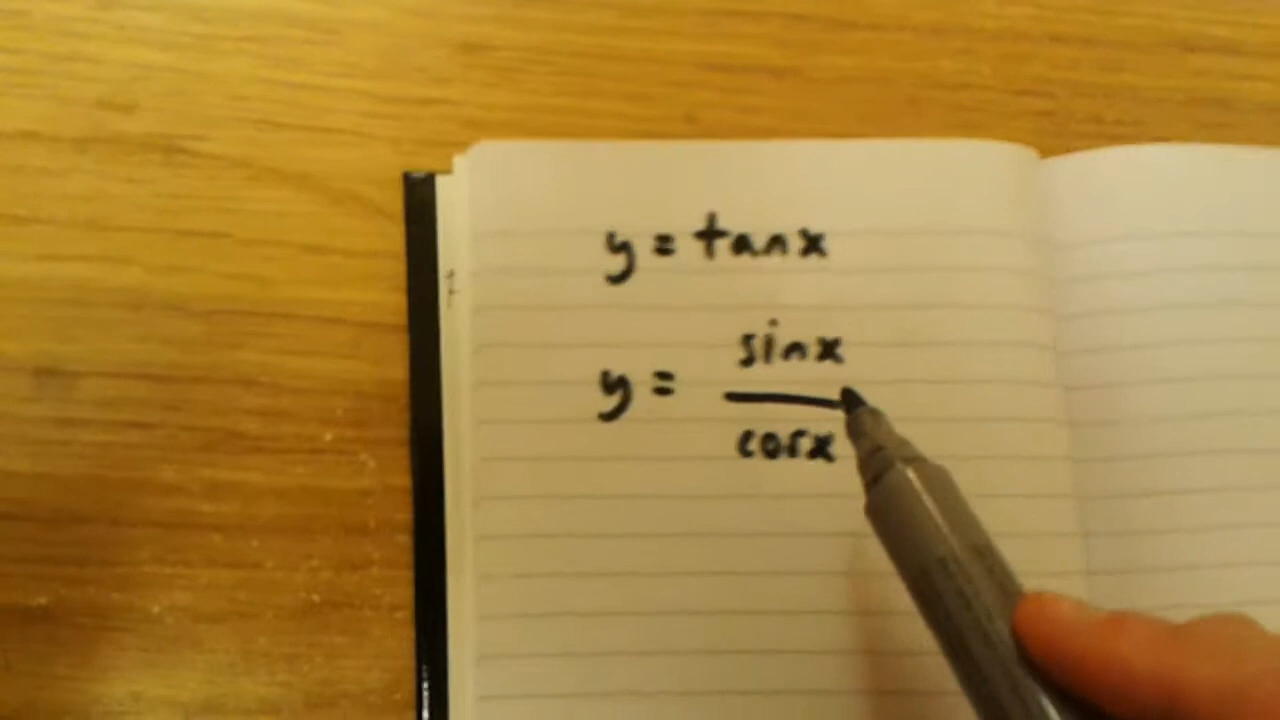 y = tanx
y = sinx / cosx